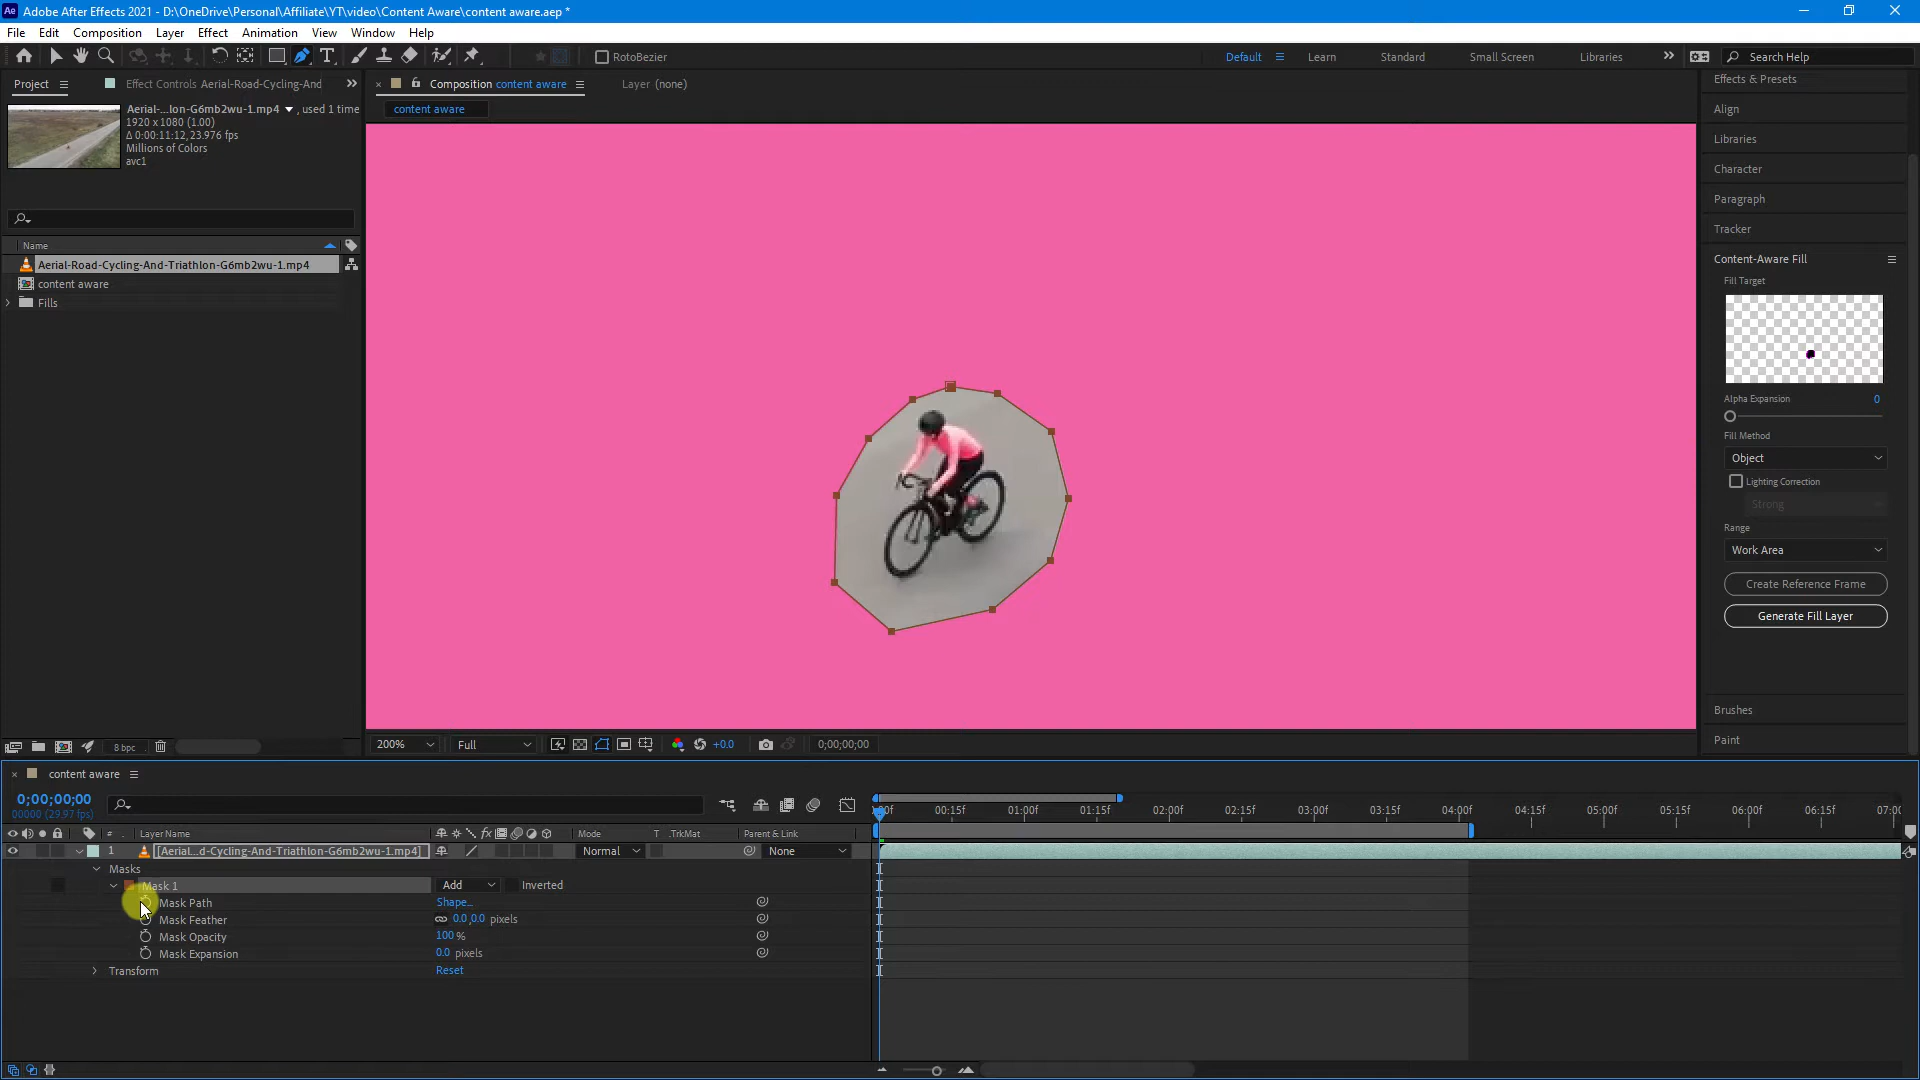 Ae Adobe After Effects 2021 - D:\OneDrive\Personal\Affiliate\YT\video\Content Aware\content aware.aep *
File Edit Composition Layer Effect Animation View Window Help
RotoBezier
Default Learn Standard Small Screen Libraries Search Help
Project Effect Controls Aerial-Road-Cycling-And
Composition content aware
Layer (none)
content aware
Aerial-...lon-G6mb2wu-1.mp4 , used 1 time
1920 x 1080 (1.00)
Δ 0:00:11:12, 23.976 fps
Millions of Colors
avc1
Name
Aerial-Road-Cycling-And-Triathlon-G6mb2wu-1.mp4
content aware
Fills
8 bpc
200% Full +0.0 0;00;00;00
Effects & Presets
Align
Libraries
Character
Paragraph
Tracker
Content-Aware Fill
Fill Target
Alpha Expansion 0
Fill Method
Object
Lighting Correction
Strong
Range
Work Area
Create Reference Frame
Generate Fill Layer
Brushes
Paint
content aware
0;00;00;00
00000 (29.97 fps)
# Layer Name Mode T .TrkMat Parent & Link
:00f 00:15f 01:00f 01:15f 02:00f 02:15f 03:00f 03:15f 04:00f 04:15f 05:00f 05:15f 06:00f 06:15f 07:00
1 [Aerial...d-Cycling-And-Triathlon-G6mb2wu-1.mp4] Normal None
Masks
Mask 1 Add Inverted
Mask Path Shape...
Mask Feather 0.0,0.0 pixels
Mask Opacity 100 %
Mask Expansion 0.0 pixels
Transform Reset